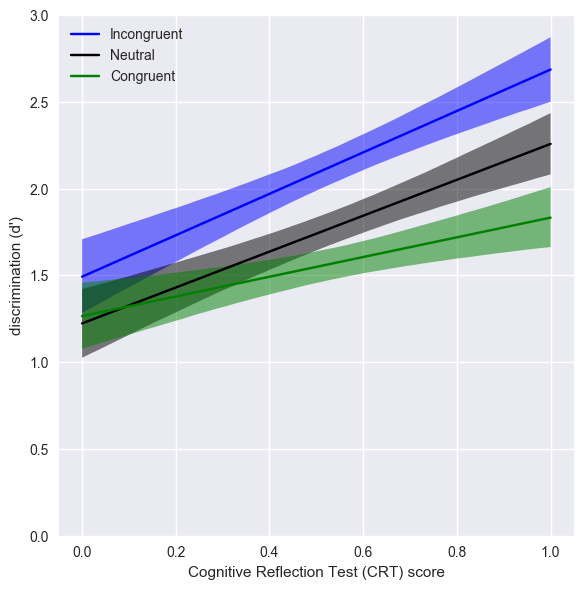 Incongruent
Neutral
Congruent
3.0
2.5
2.0
1.5
1.0
0.5
0.0
discrimination (d')
0.0 0.2 0.4 0.6 0.8 1.0
Cognitive Reflection Test (CRT) score